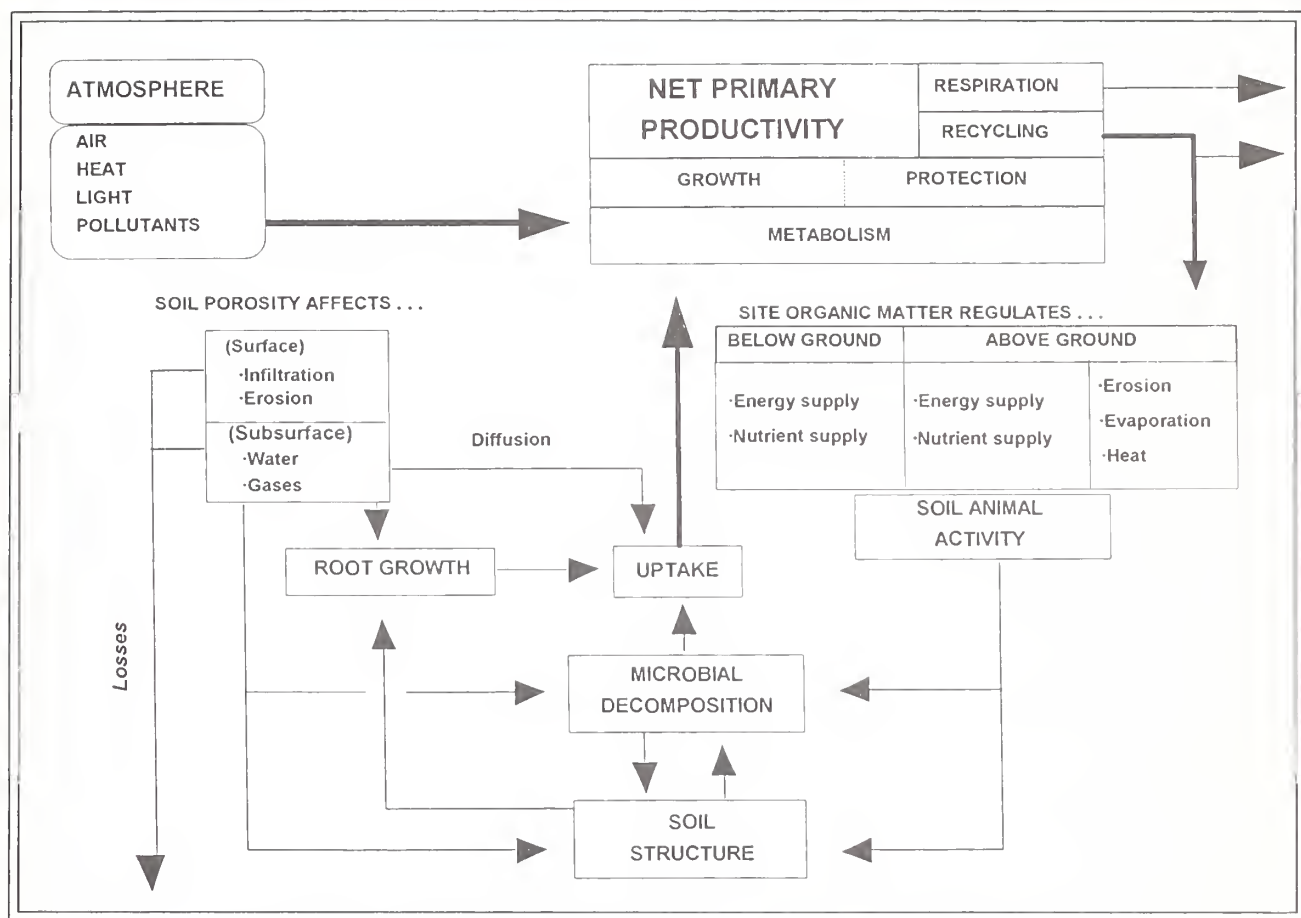 ATMOSPHERE
AIR
HEAT
LIGHT
POLLUTANTS
NET PRIMARY
PRODUCTIVITY
RESPIRATION
RECYCLING
GROWTH
PROTECTION
METABOLISM
SOIL POROSITY AFFECTS . . .
(Surface)
·Infiltration
·Erosion
(Subsurface)
·Water
·Gases
Diffusion
SITE ORGANIC MATTER REGULATES . . .
BELOW GROUND
ABOVE GROUND
·Energy supply
·Nutrient supply
·Energy supply
·Nutrient supply
·Erosion
·Evaporation
·Heat
SOIL ANIMAL
ACTIVITY
ROOT GROWTH
UPTAKE
Losses
MICROBIAL
DECOMPOSITION
SOIL
STRUCTURE